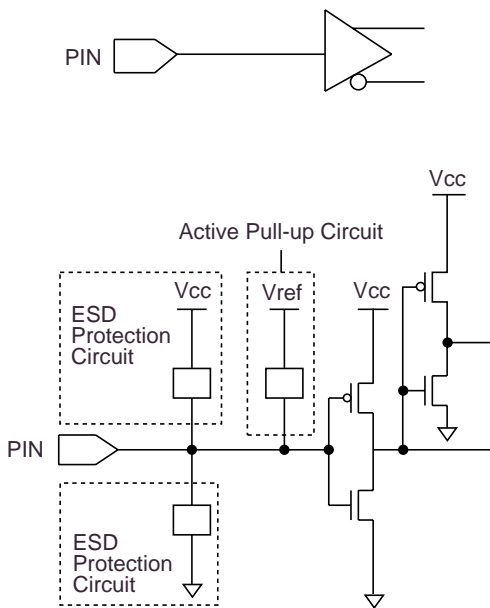 PIN
Vcc
Active Pull-up Circuit
Vcc
Vref
Vcc
ESD
Protection
Circuit
PIN
ESD
Protection
Circuit